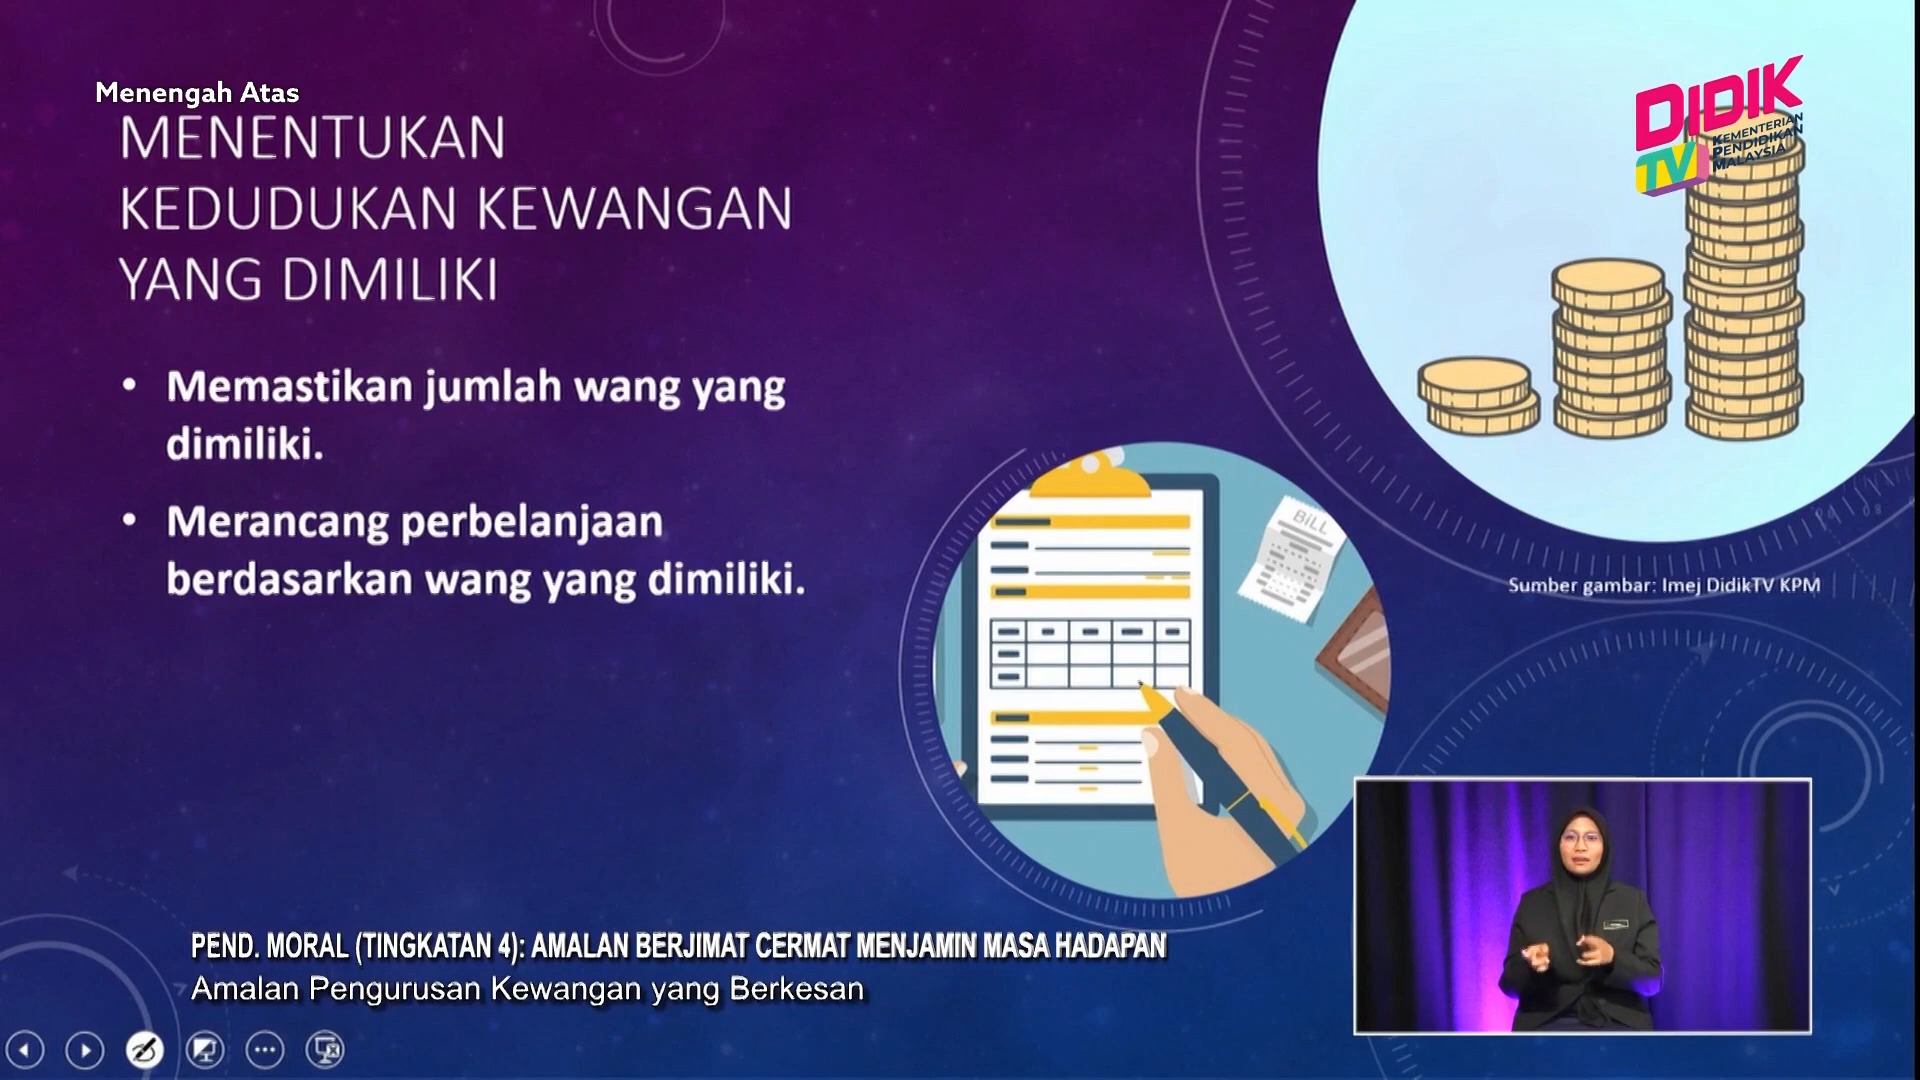 Menengah Atas
MENENTUKAN
KEDUDUKAN KEWANGAN
YANG DIMILIKI
• Memastikan jumlah wang yang
dimiliki.
• Merancang perbelanjaan
berdasarkan wang yang dimiliki.
DIDIK
TV
KEMENTERIAN
PENDIDIKAN
MALAYSIA
BiLL
Sumber gambar: Imej DidikTV KPM
PEND. MORAL (TINGKATAN 4): AMALAN BERJIMAT CERMAT MENJAMIN MASA HADAPAN
Amalan Pengurusan Kewangan yang Berkesan